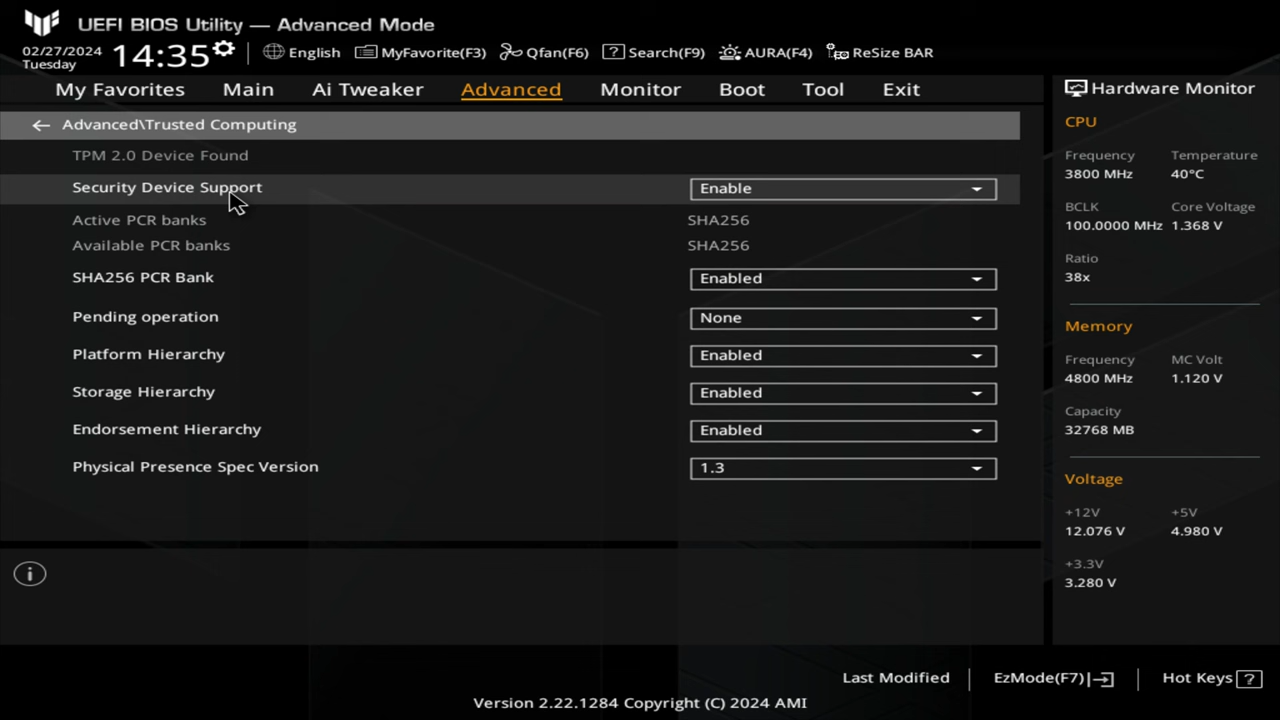 UEFI BIOS Utility — Advanced Mode
02/27/2024
Tuesday
14:35
English
MyFavorite(F3)
Qfan(F6)
? Search(F9)
AURA(F4)
ReSize BAR
My Favorites
Main
Ai Tweaker
Advanced
Monitor
Boot
Tool
Exit
← Advanced\Trusted Computing
TPM 2.0 Device Found
Security Device Support Enable
Active PCR banks SHA256
Available PCR banks SHA256
SHA256 PCR Bank Enabled
Pending operation None
Platform Hierarchy Enabled
Storage Hierarchy Enabled
Endorsement Hierarchy Enabled
Physical Presence Spec Version 1.3
i
Hardware Monitor
CPU
Frequency Temperature
3800 MHz 40°C
BCLK Core Voltage
100.0000 MHz 1.368 V
Ratio
38x
Memory
Frequency MC Volt
4800 MHz 1.120 V
Capacity
32768 MB
Voltage
+12V +5V
12.076 V 4.980 V
+3.3V
3.280 V
Last Modified
EzMode(F7)
Hot Keys ?
Version 2.22.1284 Copyright (C) 2024 AMI